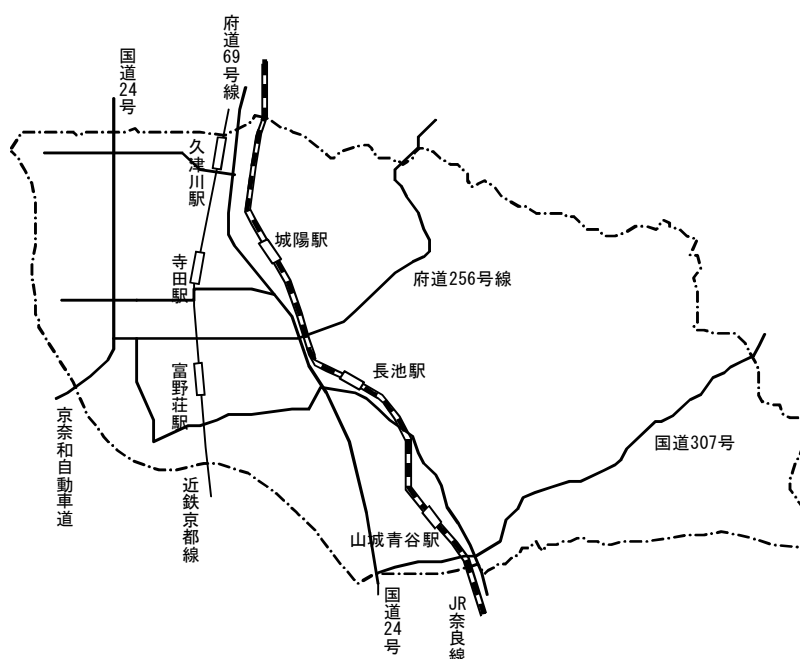 国道24号
府道69号線
久津川駅
城陽駅
寺田駅
府道256号線
長池駅
富野荘駅
京奈和自動車道
国道307号
近鉄京都線
山城青谷駅
国道24号
JR奈良線